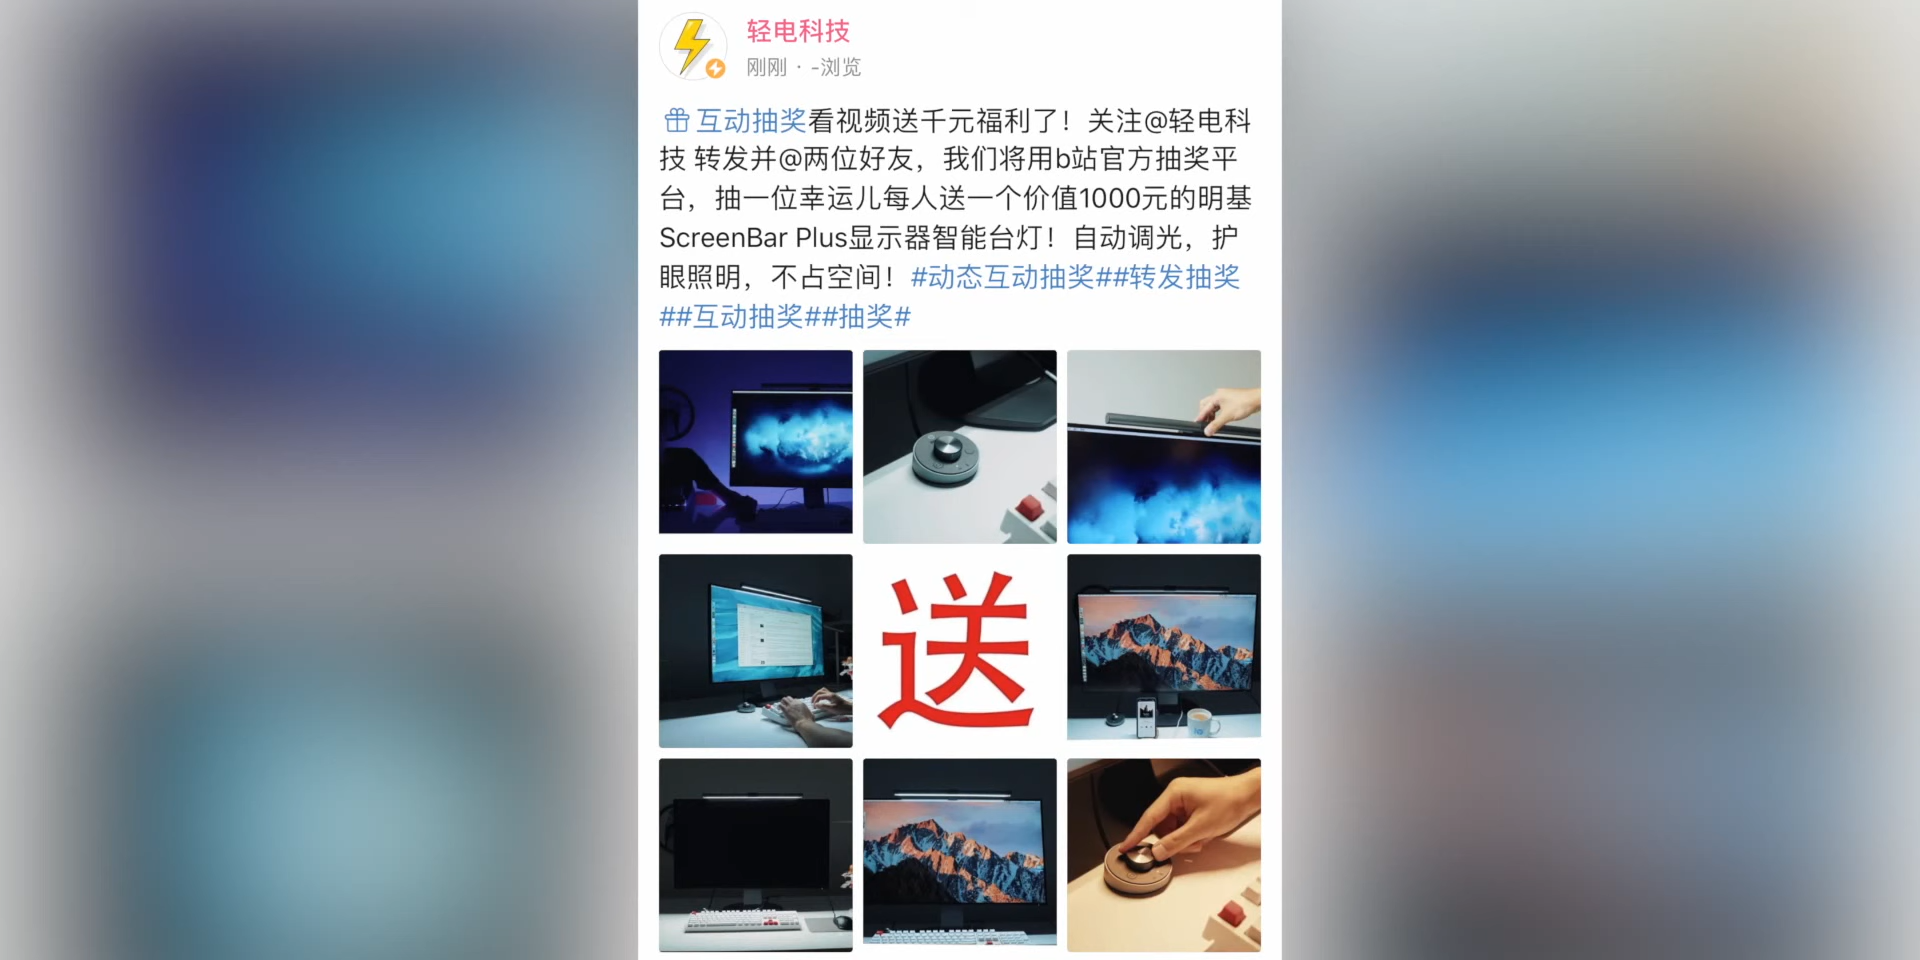 轻电科技
刚刚 · -浏览
互动抽奖看视频送千元福利了！关注@轻电科
技 转发并@两位好友，我们将用b站官方抽奖平
台，抽一位幸运儿每人送一个价值1000元的明基
ScreenBar Plus显示器智能台灯！自动调光，护
眼照明，不占空间！#动态互动抽奖##转发抽奖
##互动抽奖##抽奖#
送